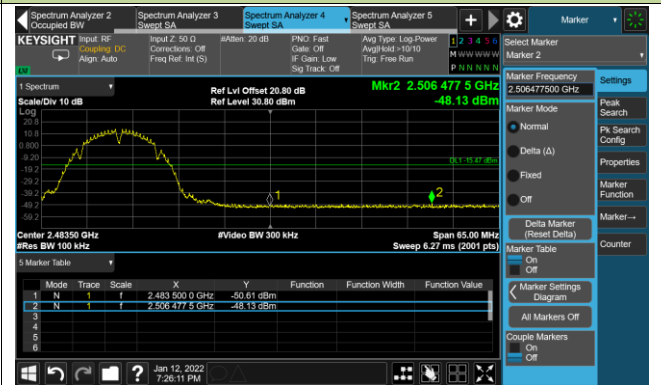 Spectrum Analyzer 2
Occupied BW
Spectrum Analyzer 3
Swept SA
Spectrum Analyzer 4
Swept SA
Spectrum Analyzer 5
Swept SA
Marker
KEYSIGHT
Input: RF
Coupling: DC
Align: Auto
Input Z: 50 Ω
Corrections: Off
Freq Ref: Int (S)
#Atten: 20 dB
PNO: Fast
Gate: Off
IF Gain: Low
Sig Track: Off
Avg Type: Log-Power
Avg|Hold:>10/10
Trig: Free Run
1 2 3 4 5 6
M W W W W W
P N N N N N
LXI
Select Marker
Marker 2
1 Spectrum
Scale/Div 10 dB
Log
Ref Lvl Offset 20.80 dB
Ref Level 30.80 dBm
Mkr2 2.506 477 5 GHz
-48.13 dBm
20.8
10.8
0.800
-9.20
-19.2
-29.2
-39.2
-49.2
-59.2
DL1 -15.47 dBm
1
2
Center 2.48350 GHz
#Res BW 100 kHz
#Video BW 300 kHz
Span 65.00 MHz
Sweep 6.27 ms (2001 pts)
5 Marker Table
Mode Trace Scale X Y Function Function Width Function Value
1 N 1 f 2.483 500 0 GHz -50.61 dBm
2 N 1 f 2.506 477 5 GHz -48.13 dBm
3
4
5
6
Marker Frequency
2.506477500 GHz
Marker Mode
Normal
Delta (Δ)
Fixed
Off
Delta Marker
(Reset Delta)
Marker Table
On
Off
Marker Settings
Diagram
All Markers Off
Couple Markers
On
Off
Settings
Peak
Search
Pk Search
Config
Properties
Marker
Function
Marker→
Counter
?
Jan 12, 2022
7:26:11 PM